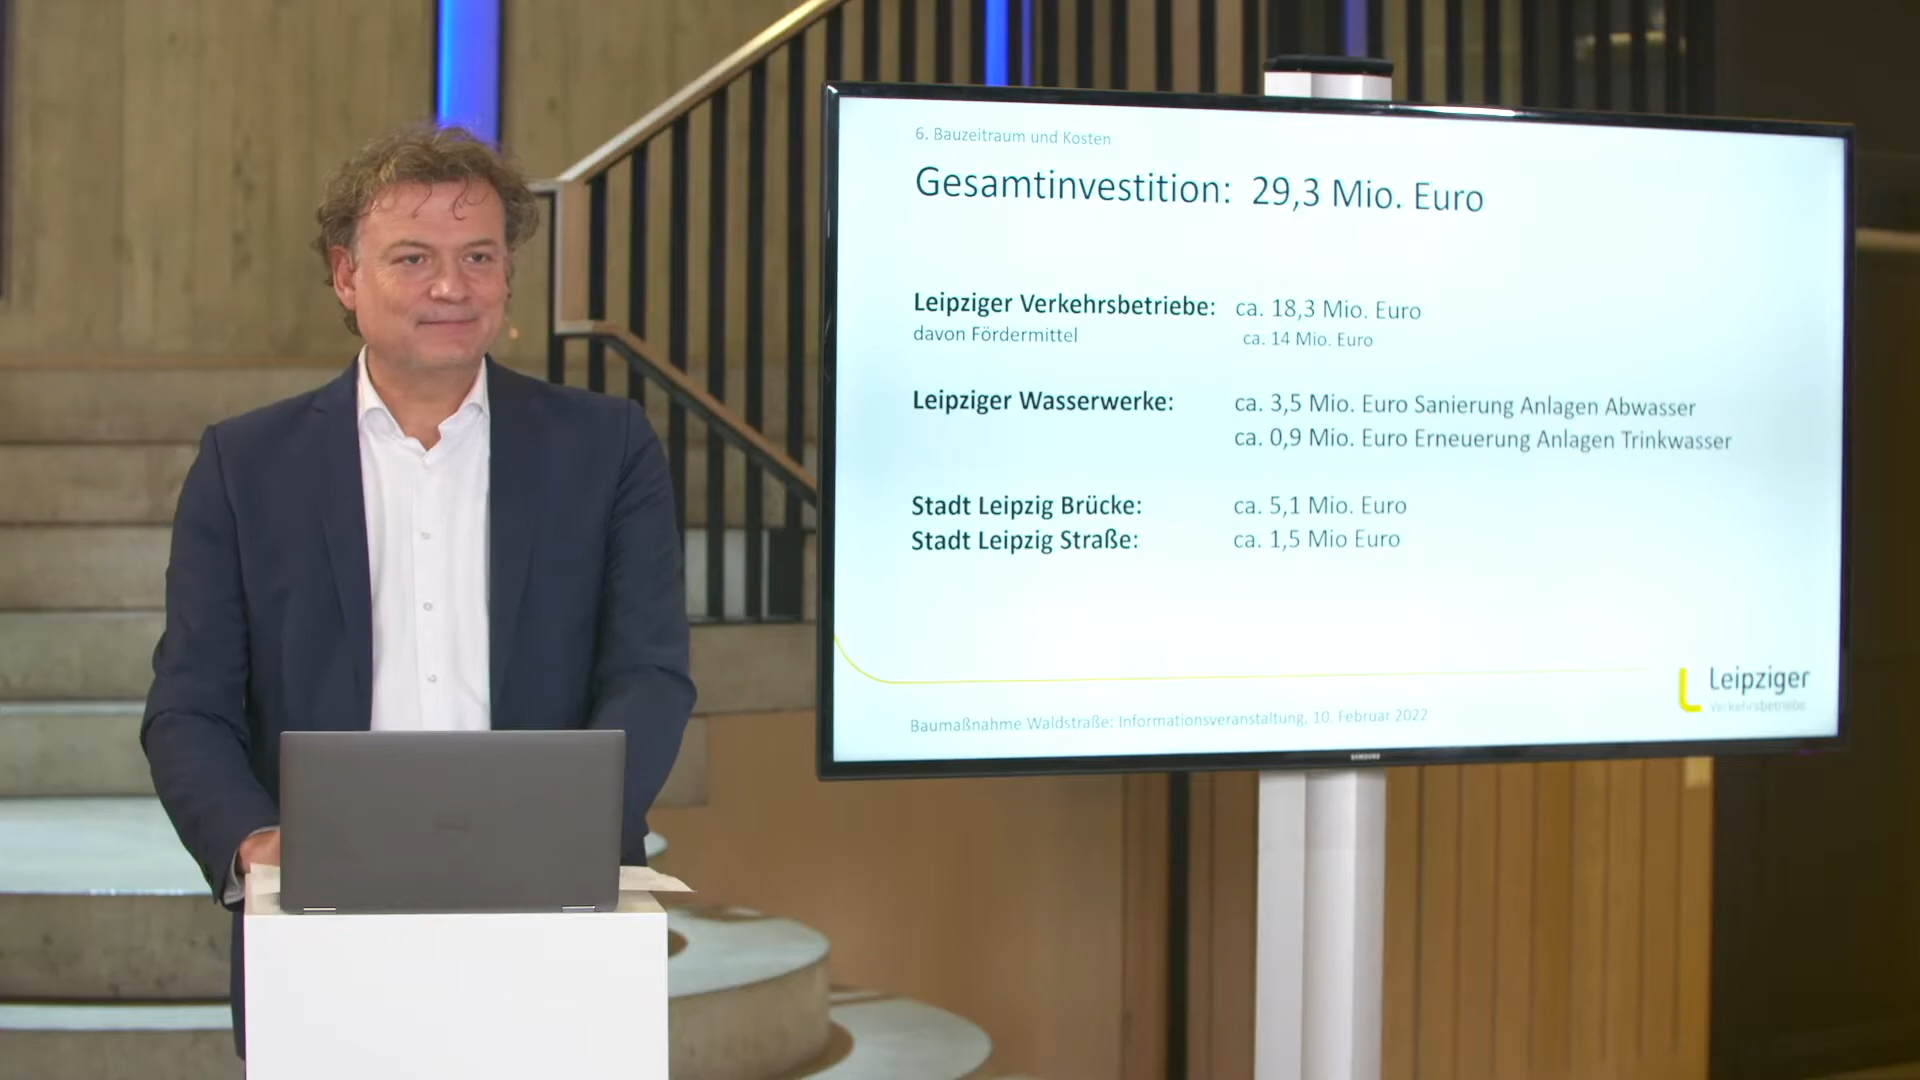 6. Bauzeitraum und Kosten
Gesamtinvestition: 29,3 Mio. Euro
Leipziger Verkehrsbetriebe: ca. 18,3 Mio. Euro
davon Fördermittel ca. 14 Mio. Euro
Leipziger Wasserwerke: ca. 3,5 Mio. Euro Sanierung Anlagen Abwasser
ca. 0,9 Mio. Euro Erneuerung Anlagen Trinkwasser
Stadt Leipzig Brücke: ca. 5,1 Mio. Euro
Stadt Leipzig Straße: ca. 1,5 Mio Euro
Leipziger
Verkehrsbetriebe
Baumaßnahme Waldstraße: Informationsveranstaltung, 10. Februar 2022
SAMSUNG